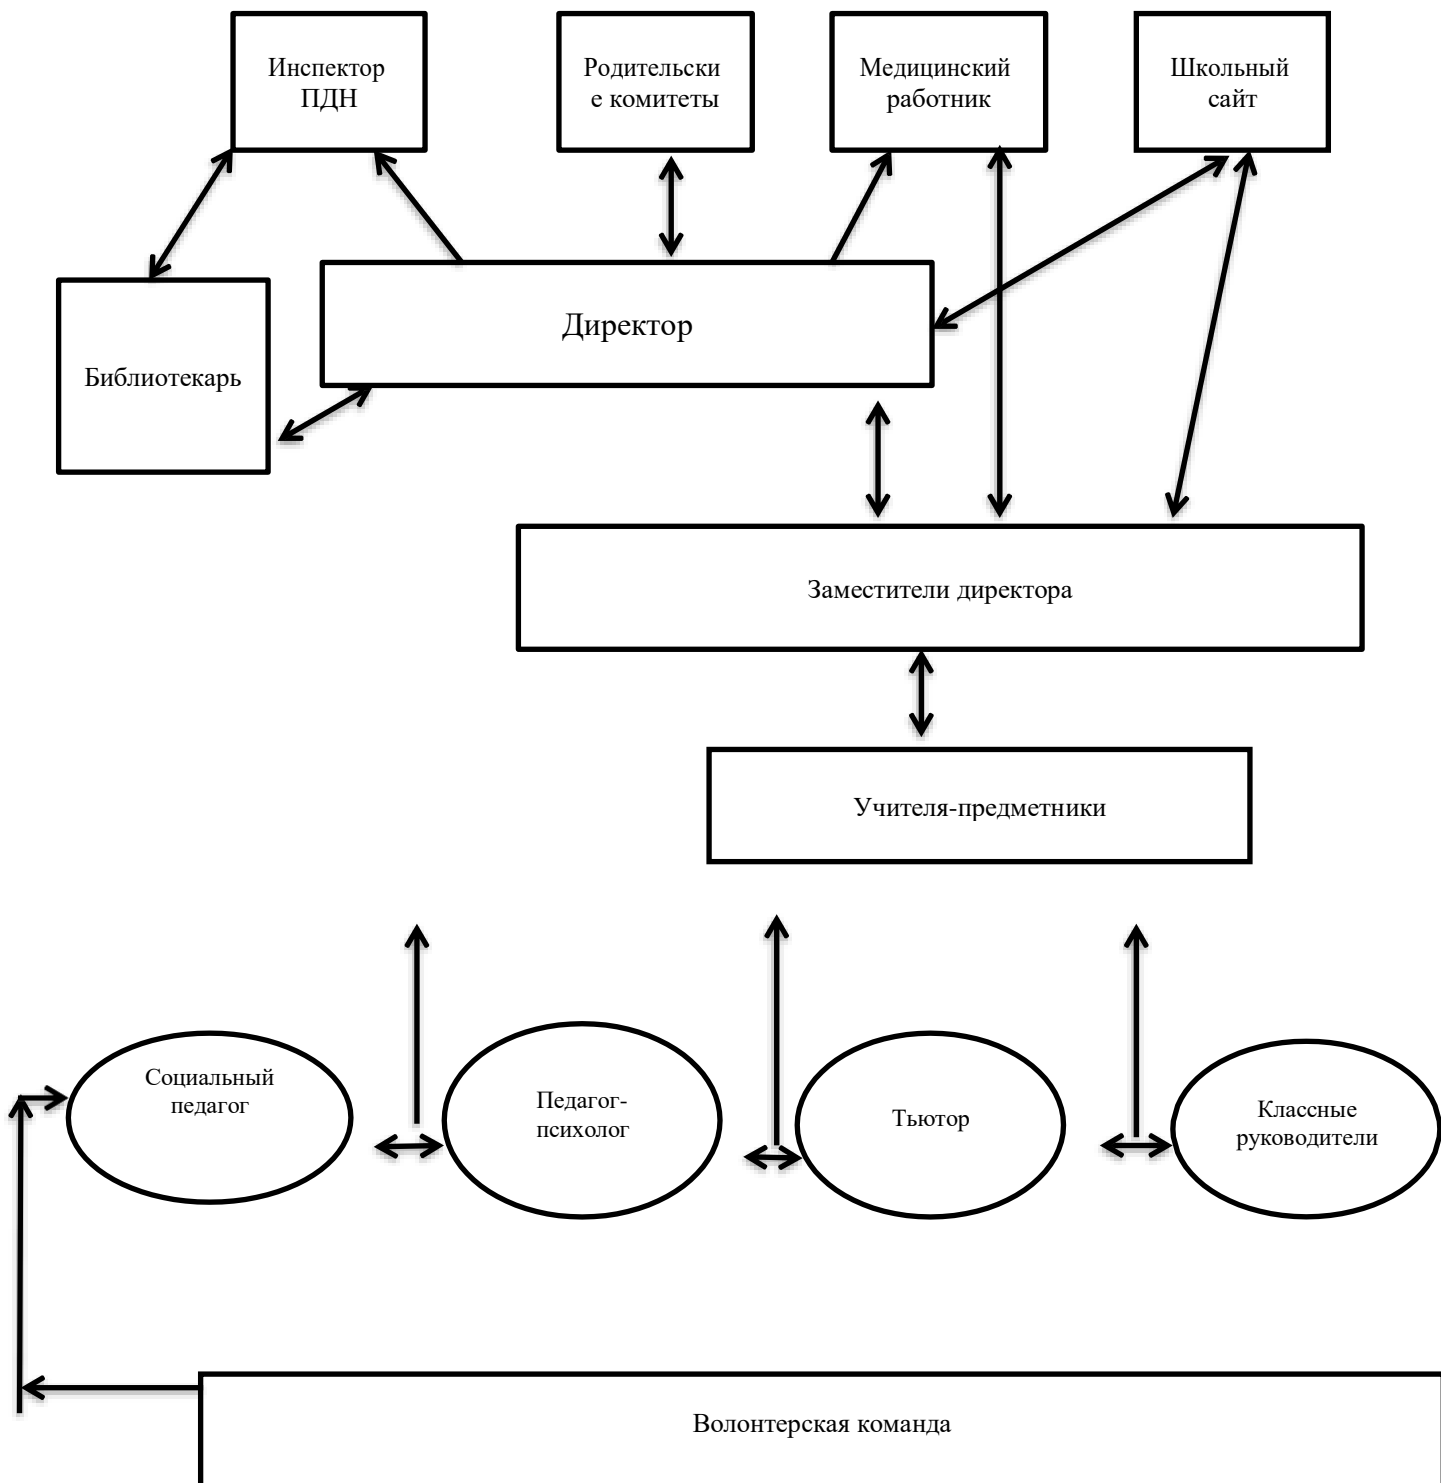 Инспектор
ПДН
Родительски
е комитеты
Медицинский
работник
Школьный
сайт
Директор
Библиотекарь
Заместители директора
Учителя-предметники
Социальный
педагог
Педагог-
психолог
Тьютор
Классные
руководители
Волонтерская команда